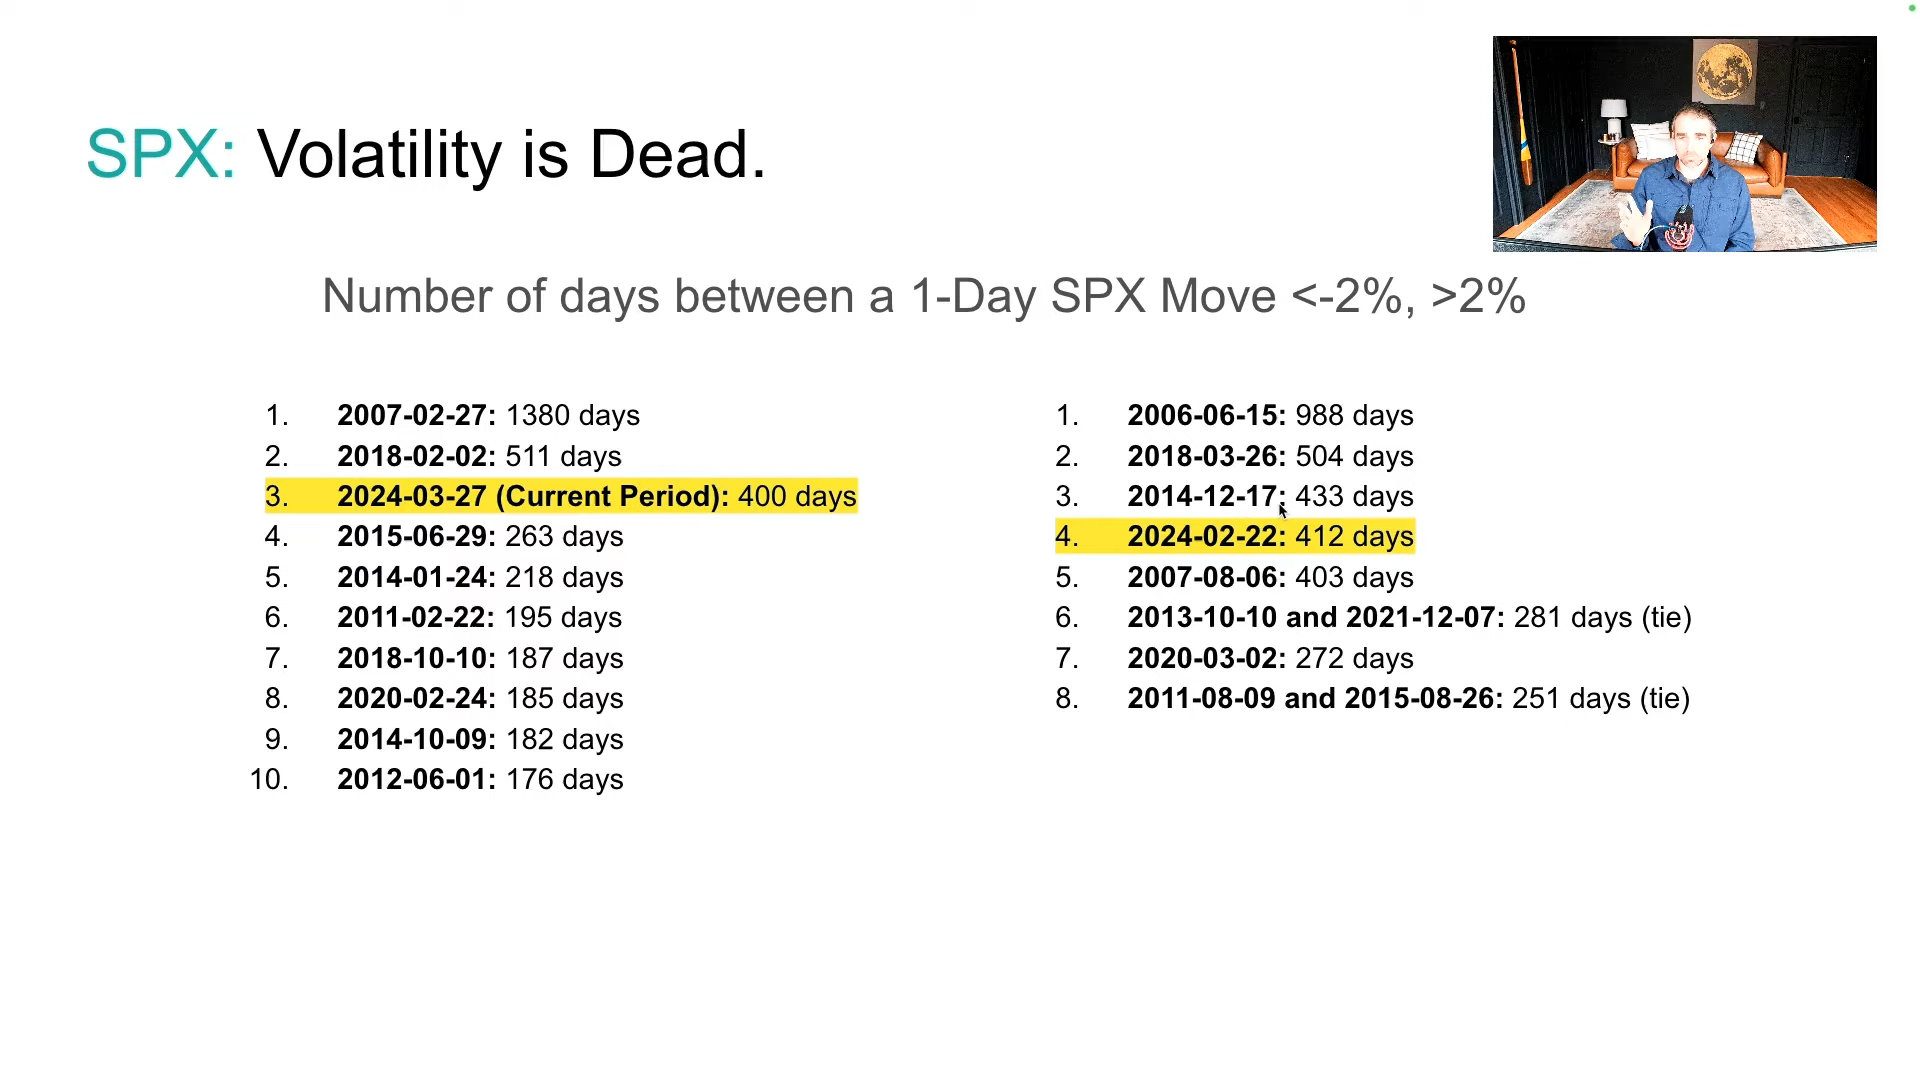 SPX: Volatility is Dead.
Number of days between a 1-Day SPX Move <-2%, >2%
1. 2007-02-27: 1380 days
2. 2018-02-02: 511 days
3. 2024-03-27 (Current Period): 400 days
4. 2015-06-29: 263 days
5. 2014-01-24: 218 days
6. 2011-02-22: 195 days
7. 2018-10-10: 187 days
8. 2020-02-24: 185 days
9. 2014-10-09: 182 days
10. 2012-06-01: 176 days
1. 2006-06-15: 988 days
2. 2018-03-26: 504 days
3. 2014-12-17: 433 days
4. 2024-02-22: 412 days
5. 2007-08-06: 403 days
6. 2013-10-10 and 2021-12-07: 281 days (tie)
7. 2020-03-02: 272 days
8. 2011-08-09 and 2015-08-26: 251 days (tie)